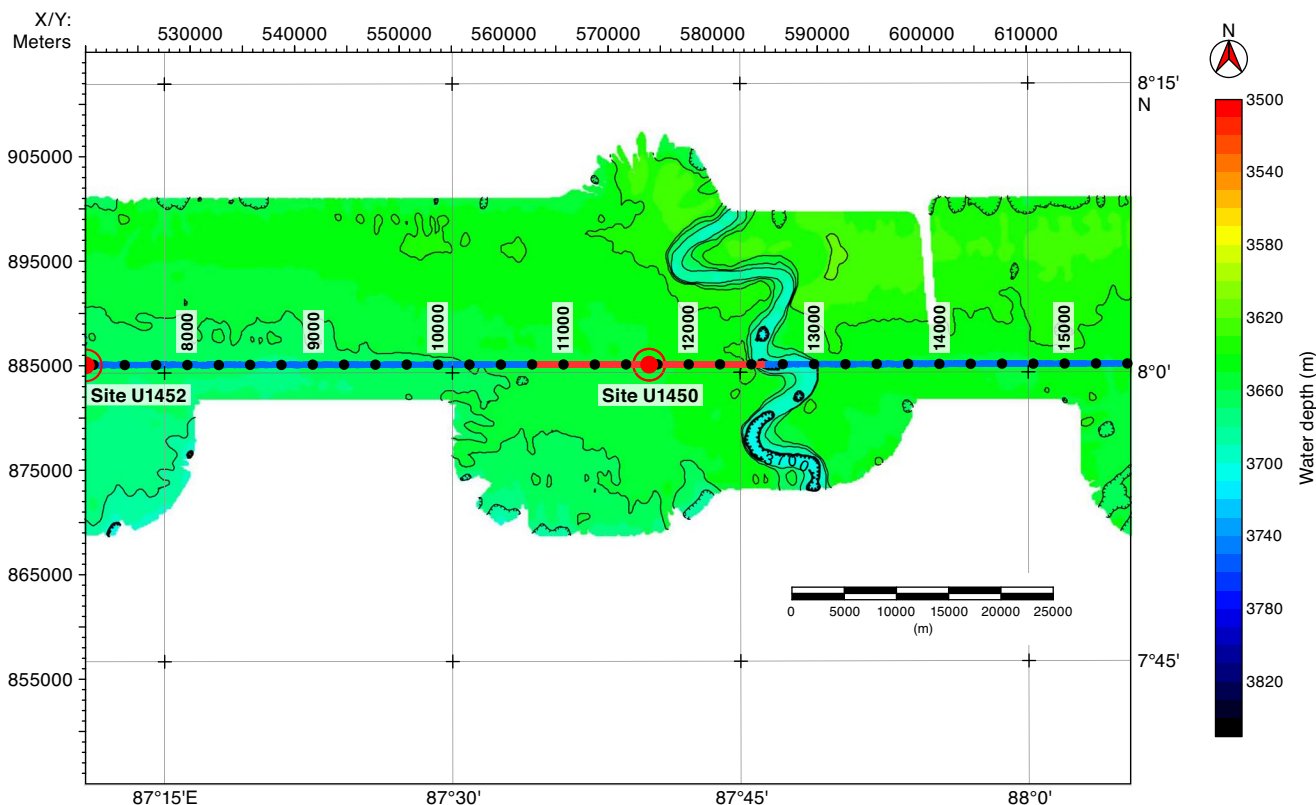 X/Y:
Meters
530000 540000 550000 560000 570000 580000 590000 6000000 6100000
N
8°15'
N
3500
3540
3580
3620
3660
3700
3740
3780
3820
Water depth (m)
905000
895000
885000
875000
865000
855000
8000 9000 10000 11000 12000 13000 14000 15000
8°0'
Site U1452
Site U1450
3700
0 5000 10000 15000 20000 25000
(m)
7°45'
87°15'E 87°30' 87°45' 88°0'